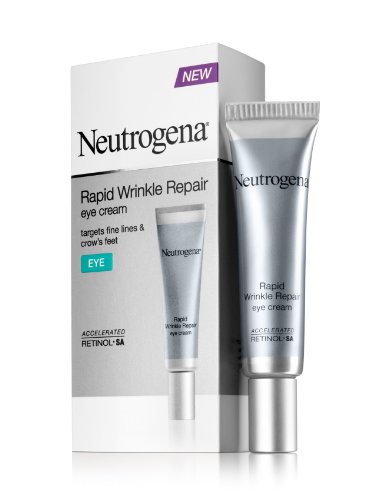 NEW
Neutrogena®
Rapid Wrinkle Repair
eye cream
targets fine lines &
crow's feet
EYE
ACCELERATED
RETINOL•SA
Neutrogena®
Rapid
Wrinkle Repair
eye cream
Neutrogena
Rapid
Wrinkle Repair
eye cream
ACCELERATED
RETINOL•SA